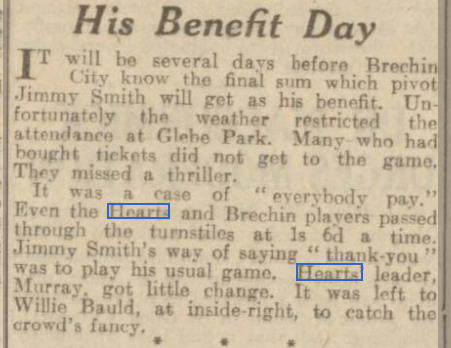 His Benefit Day
IT will be several days before Brechin
City know the final sum which pivot
Jimmy Smith will get as his benefit. Un-
fortunately the weather restricted the
attendance at Glebe Park. Many who had
bought tickets did not get to the game.
They missed a thriller.
It was a case of "everybody pay."
Even the Hearts and Brechin players passed
through the turnstiles at 1s 6d a time.
Jimmy Smith's way of saying "thank-you"
was to play his usual game. Hearts' leader,
Murray, got little change. It was left to
Willie Bauld, at inside-right, to catch the
crowd's fancy.
* * *